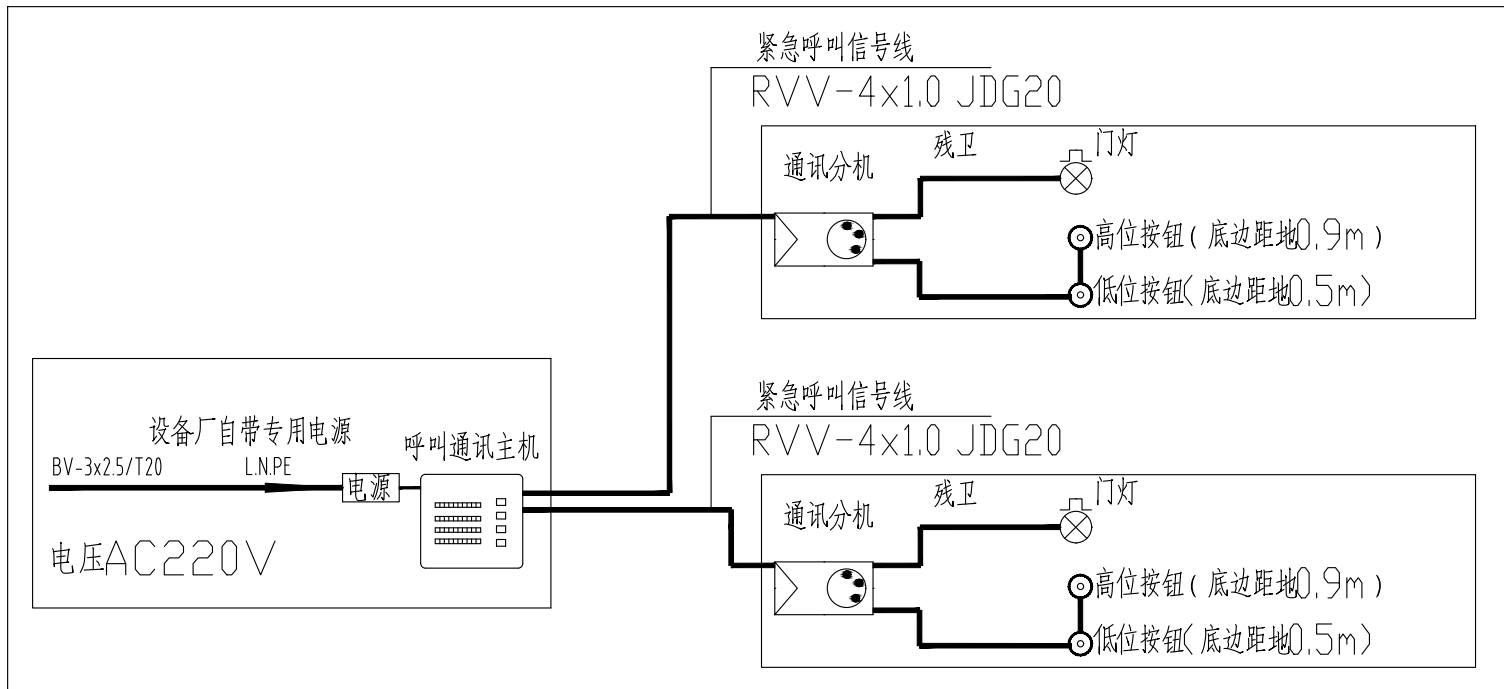 紧急呼叫信号线
RVV-4x1.0 JDG20
残卫
门灯
通讯分机
高位按钮(底边距地0.9m)
低位按钮(底边距地0.5m)
设备厂自带专用电源
呼叫通讯主机
BV-3x2.5/T20
L.N.PE
电源
电压AC220V
紧急呼叫信号线
RVV-4x1.0 JDG20
残卫
门灯
通讯分机
高位按钮(底边距地0.9m)
低位按钮(底边距地0.5m)